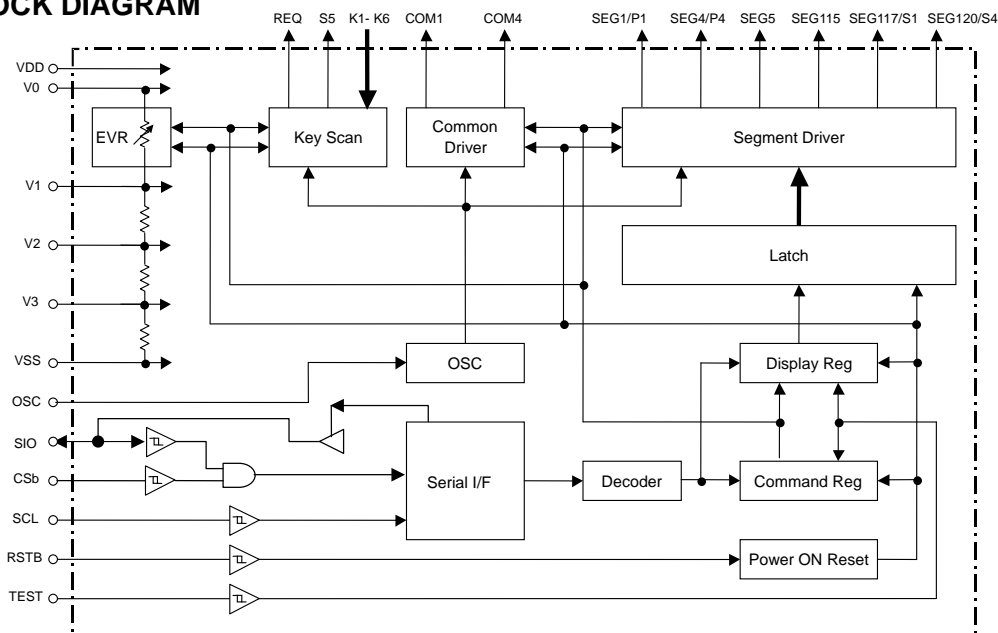 OCK DIAGRAM
REQ S5 K1- K6 COM1 COM4 SEG1/P1 SEG4/P4 SEG5 SEG115 SEG117/S1 SEG120/S4
VDD
V0
EVR
Key Scan
Common
Driver
Segment Driver
V1
V2
Latch
V3
VSS
OSC
Display Reg
OSC
SIO
CSb
Serial I/F
Decoder
Command Reg
SCL
RSTB
Power ON Reset
TEST